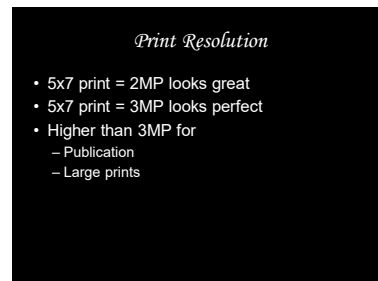 Print Resolution
• 5x7 print = 2MP looks great
• 5x7 print = 3MP looks perfect
• Higher than 3MP for
– Publication
– Large prints